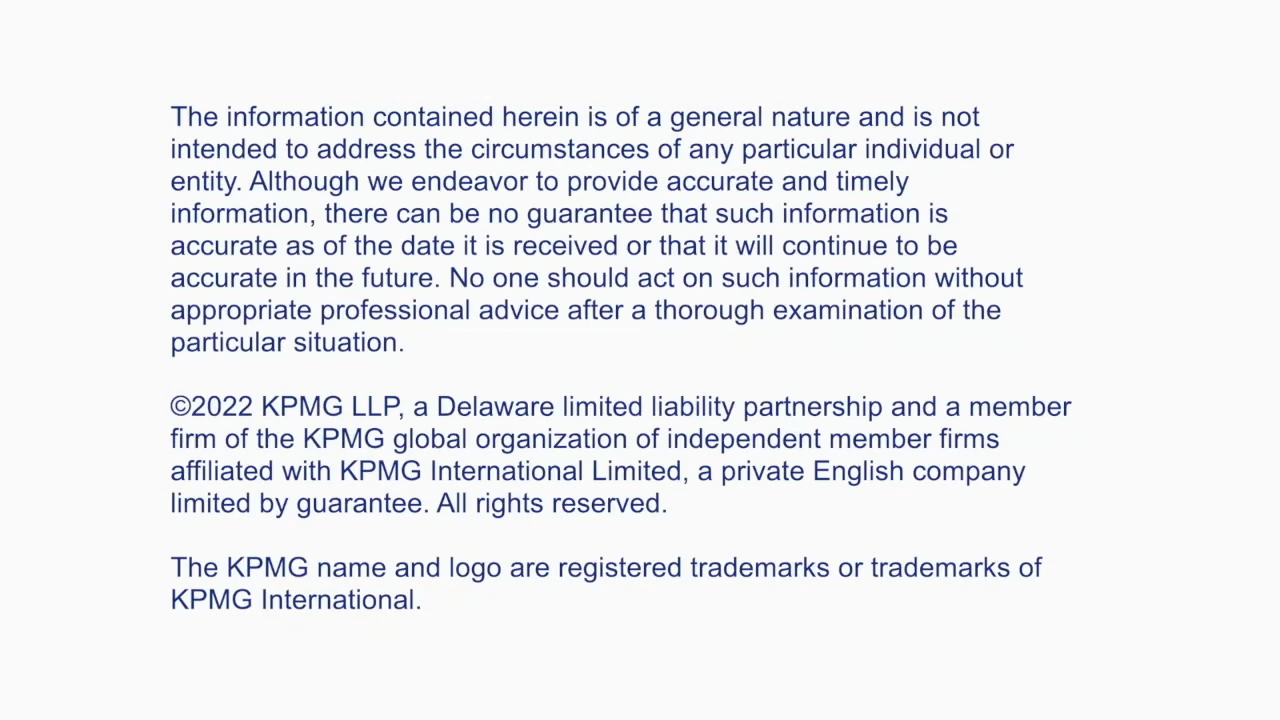 The information contained herein is of a general nature and is not
intended to address the circumstances of any particular individual or
entity. Although we endeavor to provide accurate and timely
information, there can be no guarantee that such information is
accurate as of the date it is received or that it will continue to be
accurate in the future. No one should act on such information without
appropriate professional advice after a thorough examination of the
particular situation.
©2022 KPMG LLP, a Delaware limited liability partnership and a member
firm of the KPMG global organization of independent member firms
affiliated with KPMG International Limited, a private English company
limited by guarantee. All rights reserved.
The KPMG name and logo are registered trademarks or trademarks of
KPMG International.